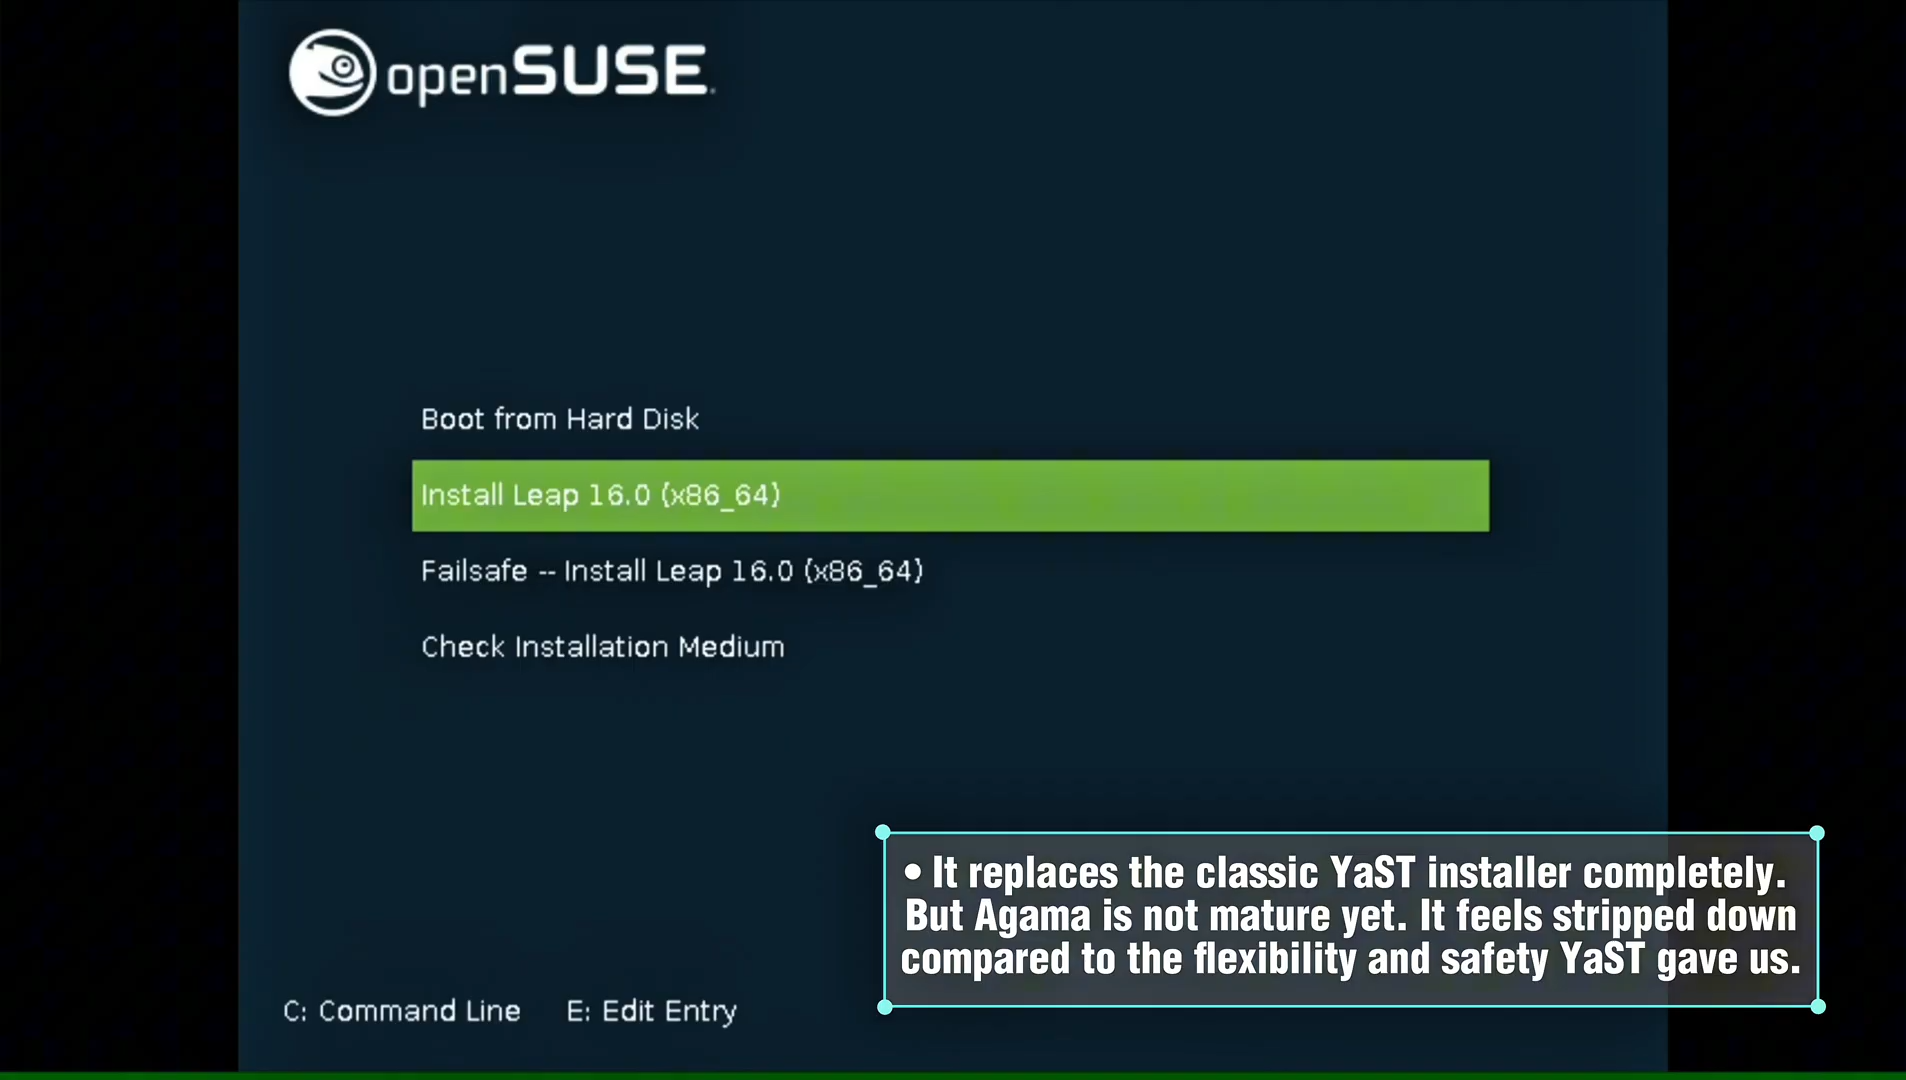 openSUSE
Boot from Hard Disk
Install Leap 16.0 (x86_64)
Failsafe -- Install Leap 16.0 (x86_64)
Check Installation Medium
• It replaces the classic YaST installer completely.
But Agama is not mature yet. It feels stripped down
compared to the flexibility and safety YaST gave us.
C: Command Line E: Edit Entry